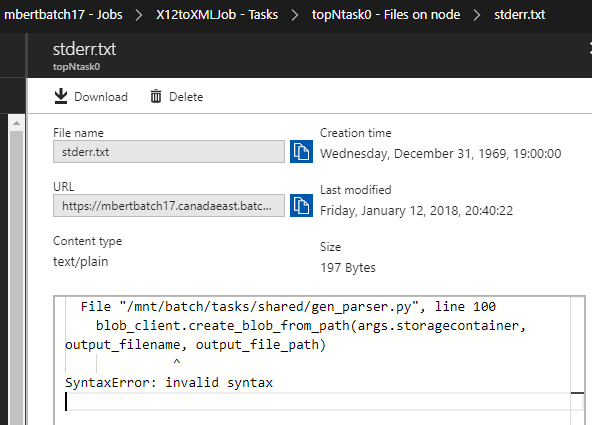 mbertbatch17 - Jobs > X12toXMLJob - Tasks > topNtask0 - Files on node > stderr.txt
stderr.txt
topNtask0
Download Delete
File name
stderr.txt
Creation time
Wednesday, December 31, 1969, 19:00:00
URL
https://mbertbatch17.canadaeast.batc...
Last modified
Friday, January 12, 2018, 20:40:22
Content type
text/plain
Size
197 Bytes
File "/mnt/batch/tasks/shared/gen_parser.py", line 100
blob_client.create_blob_from_path(args.storagecontainer,
output_filename, output_file_path)
^
SyntaxError: invalid syntax